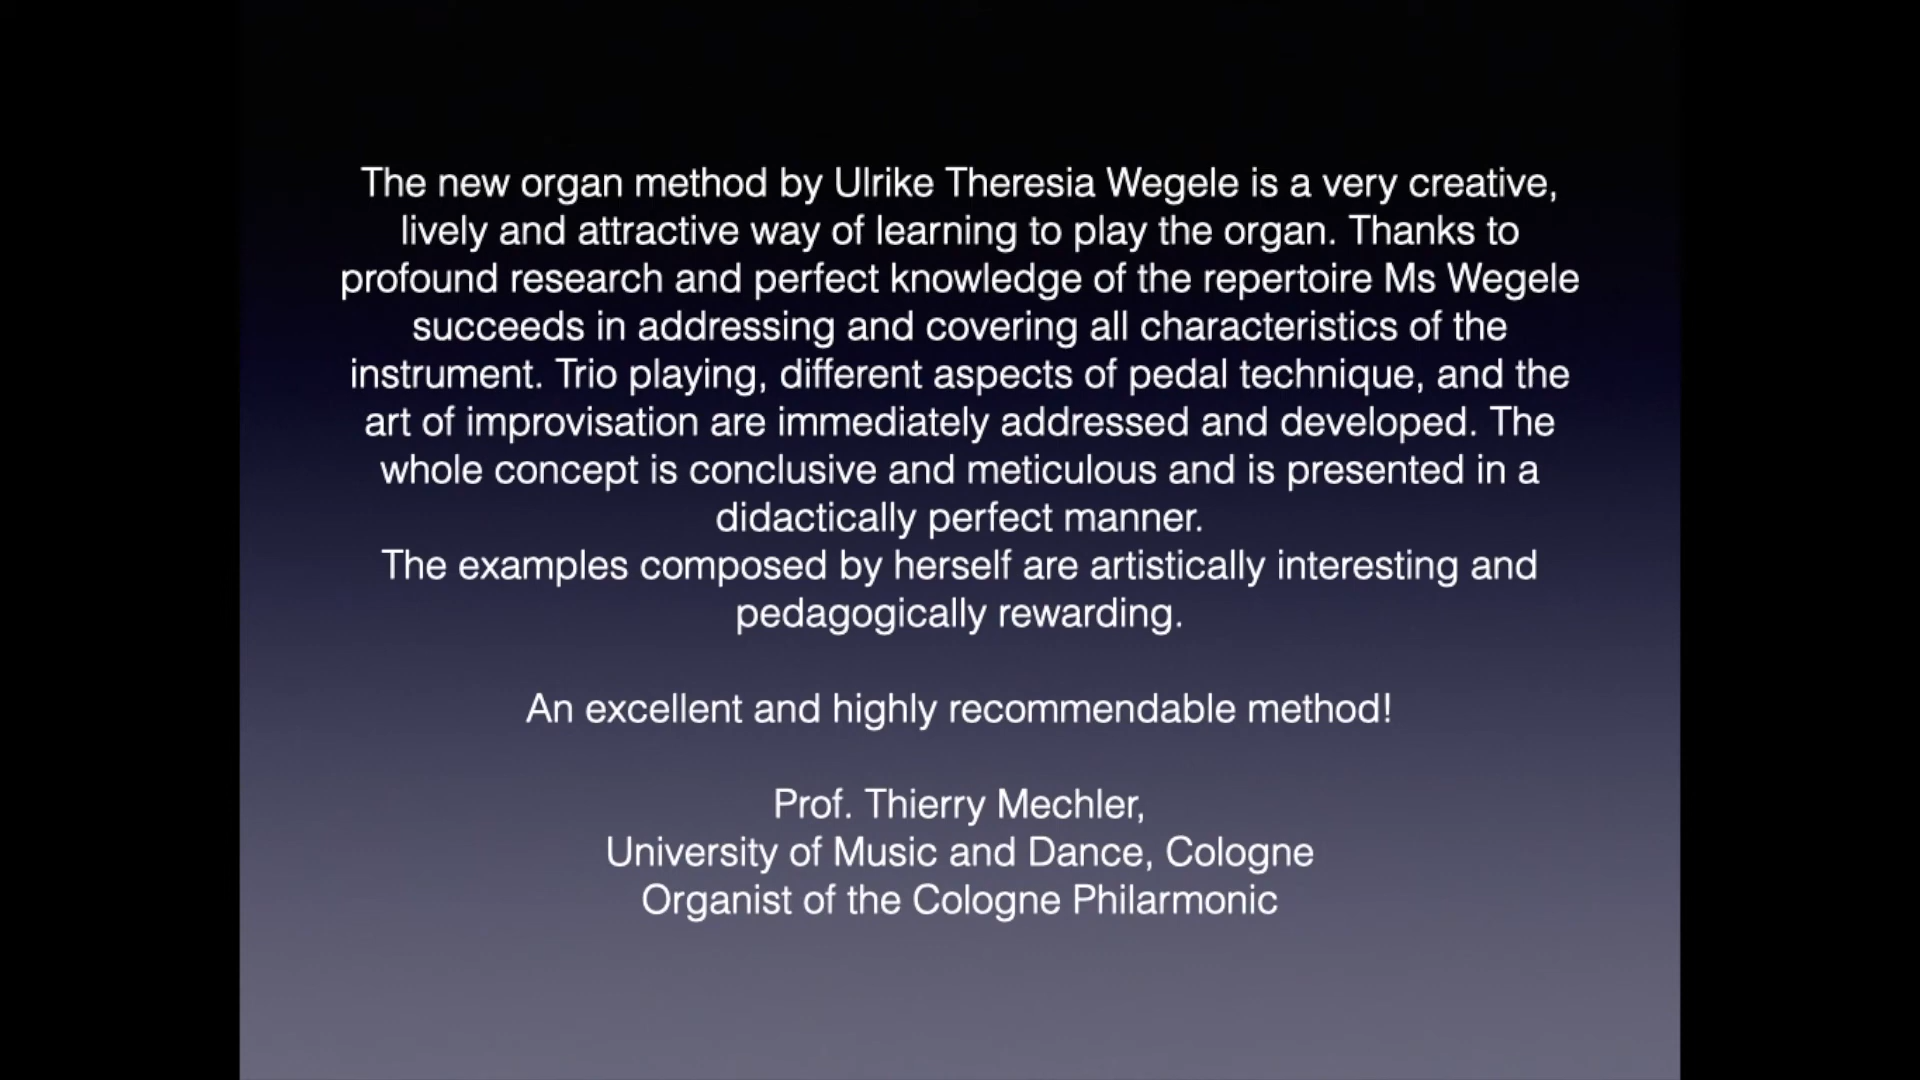 The new organ method by Ulrike Theresia Wegele is a very creative,
lively and attractive way of learning to play the organ. Thanks to
profound research and perfect knowledge of the repertoire Ms Wegele
succeeds in addressing and covering all characteristics of the
instrument. Trio playing, different aspects of pedal technique, and the
art of improvisation are immediately addressed and developed. The
whole concept is conclusive and meticulous and is presented in a
didactically perfect manner.
The examples composed by herself are artistically interesting and
pedagogically rewarding.
An excellent and highly recommendable method!
Prof. Thierry Mechler,
University of Music and Dance, Cologne
Organist of the Cologne Philarmonic